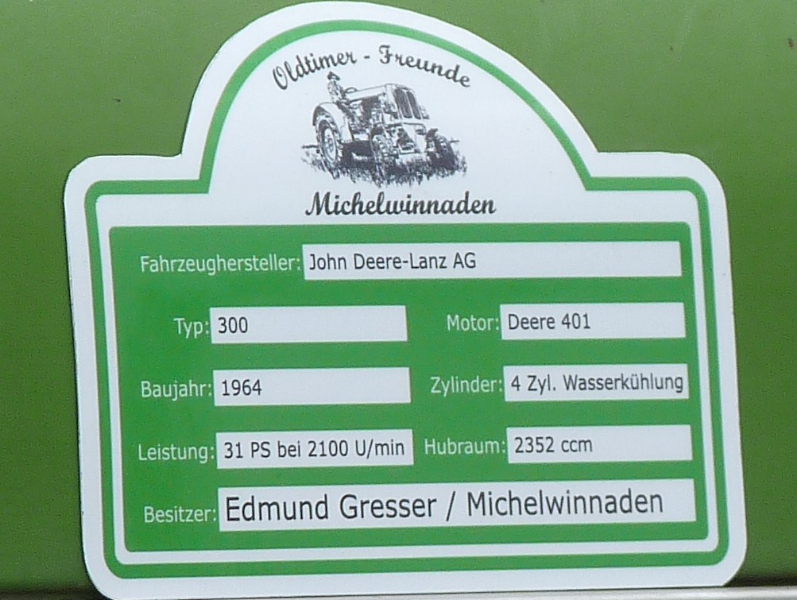 Oldtimer - Freunde
Michelwinnaden
Fahrzeughersteller: John Deere-Lanz AG
Typ: 300 Motor: Deere 401
Baujahr: 1964 Zylinder: 4 Zyl. Wasserkühlung
Leistung: 31 PS bei 2100 U/min Hubraum: 2352 ccm
Besitzer: Edmund Gresser / Michelwinnaden